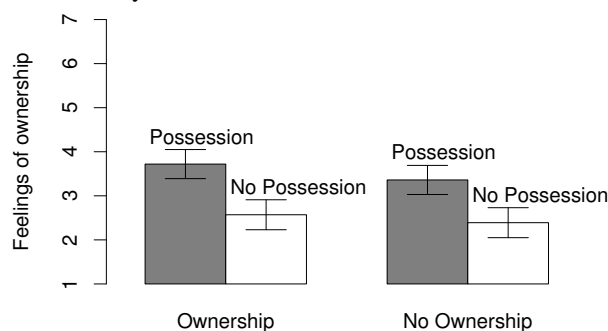 7
6
5
4
3
2
1
Feelings of ownership
Possession
No Possession
Possession
No Possession
Ownership
No Ownership